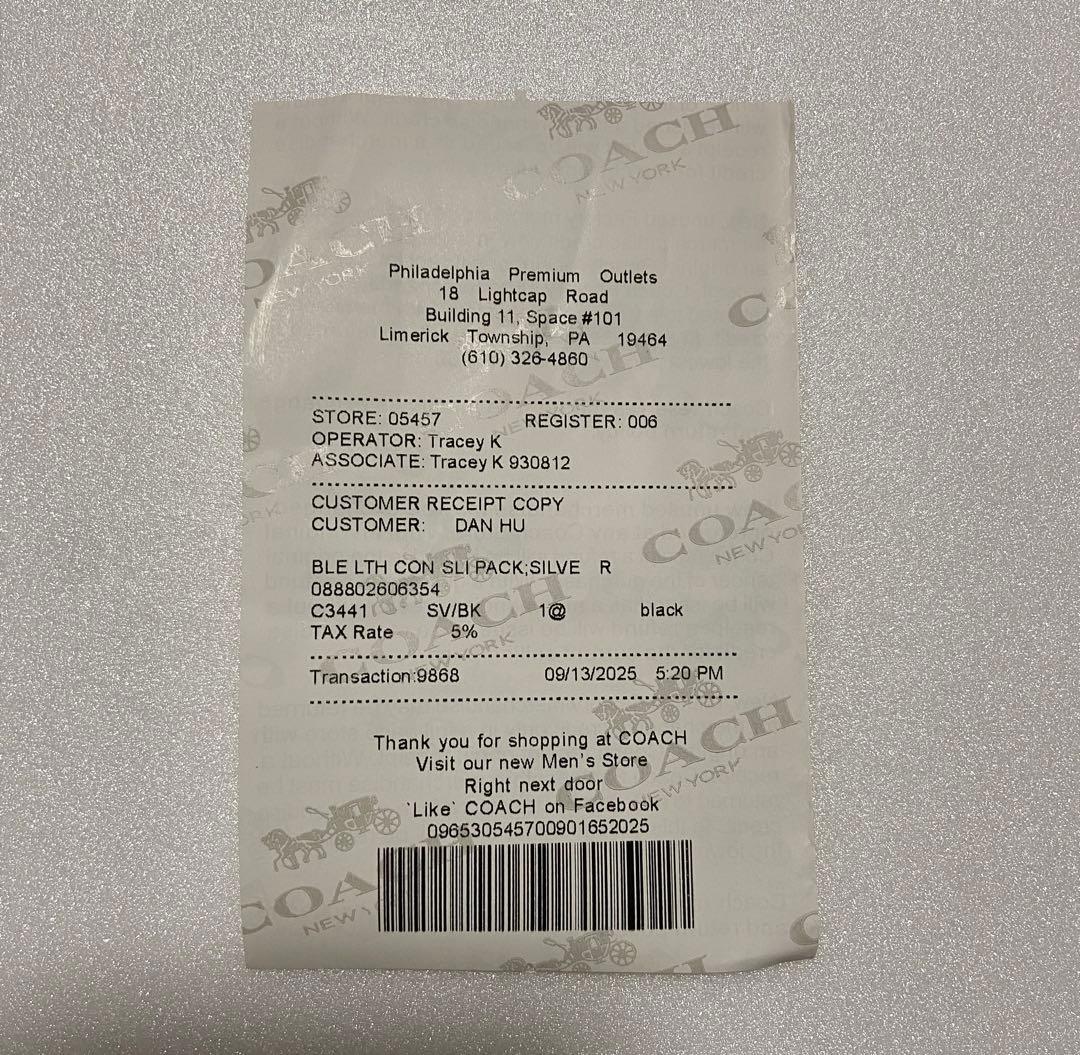 COACH
NEW YORK
Philadelphia Premium Outlets
18 Lightcap Road
Building 11, Space #101
Limerick Township, PA 19464
(610) 326-4860
STORE: 05457 REGISTER: 006
OPERATOR: Tracey K
ASSOCIATE: Tracey K 930812
CUSTOMER RECEIPT COPY
CUSTOMER: DAN HU
BLE LTH CON SLI PACK;SILVE R
088802606354
C3441 SV/BK 1@ black
TAX Rate 5%
Transaction:9868 09/13/2025 5:20 PM
Thank you for shopping at COACH
Visit our new Men's Store
Right next door
`Like` COACH on Facebook
096530545700901652025